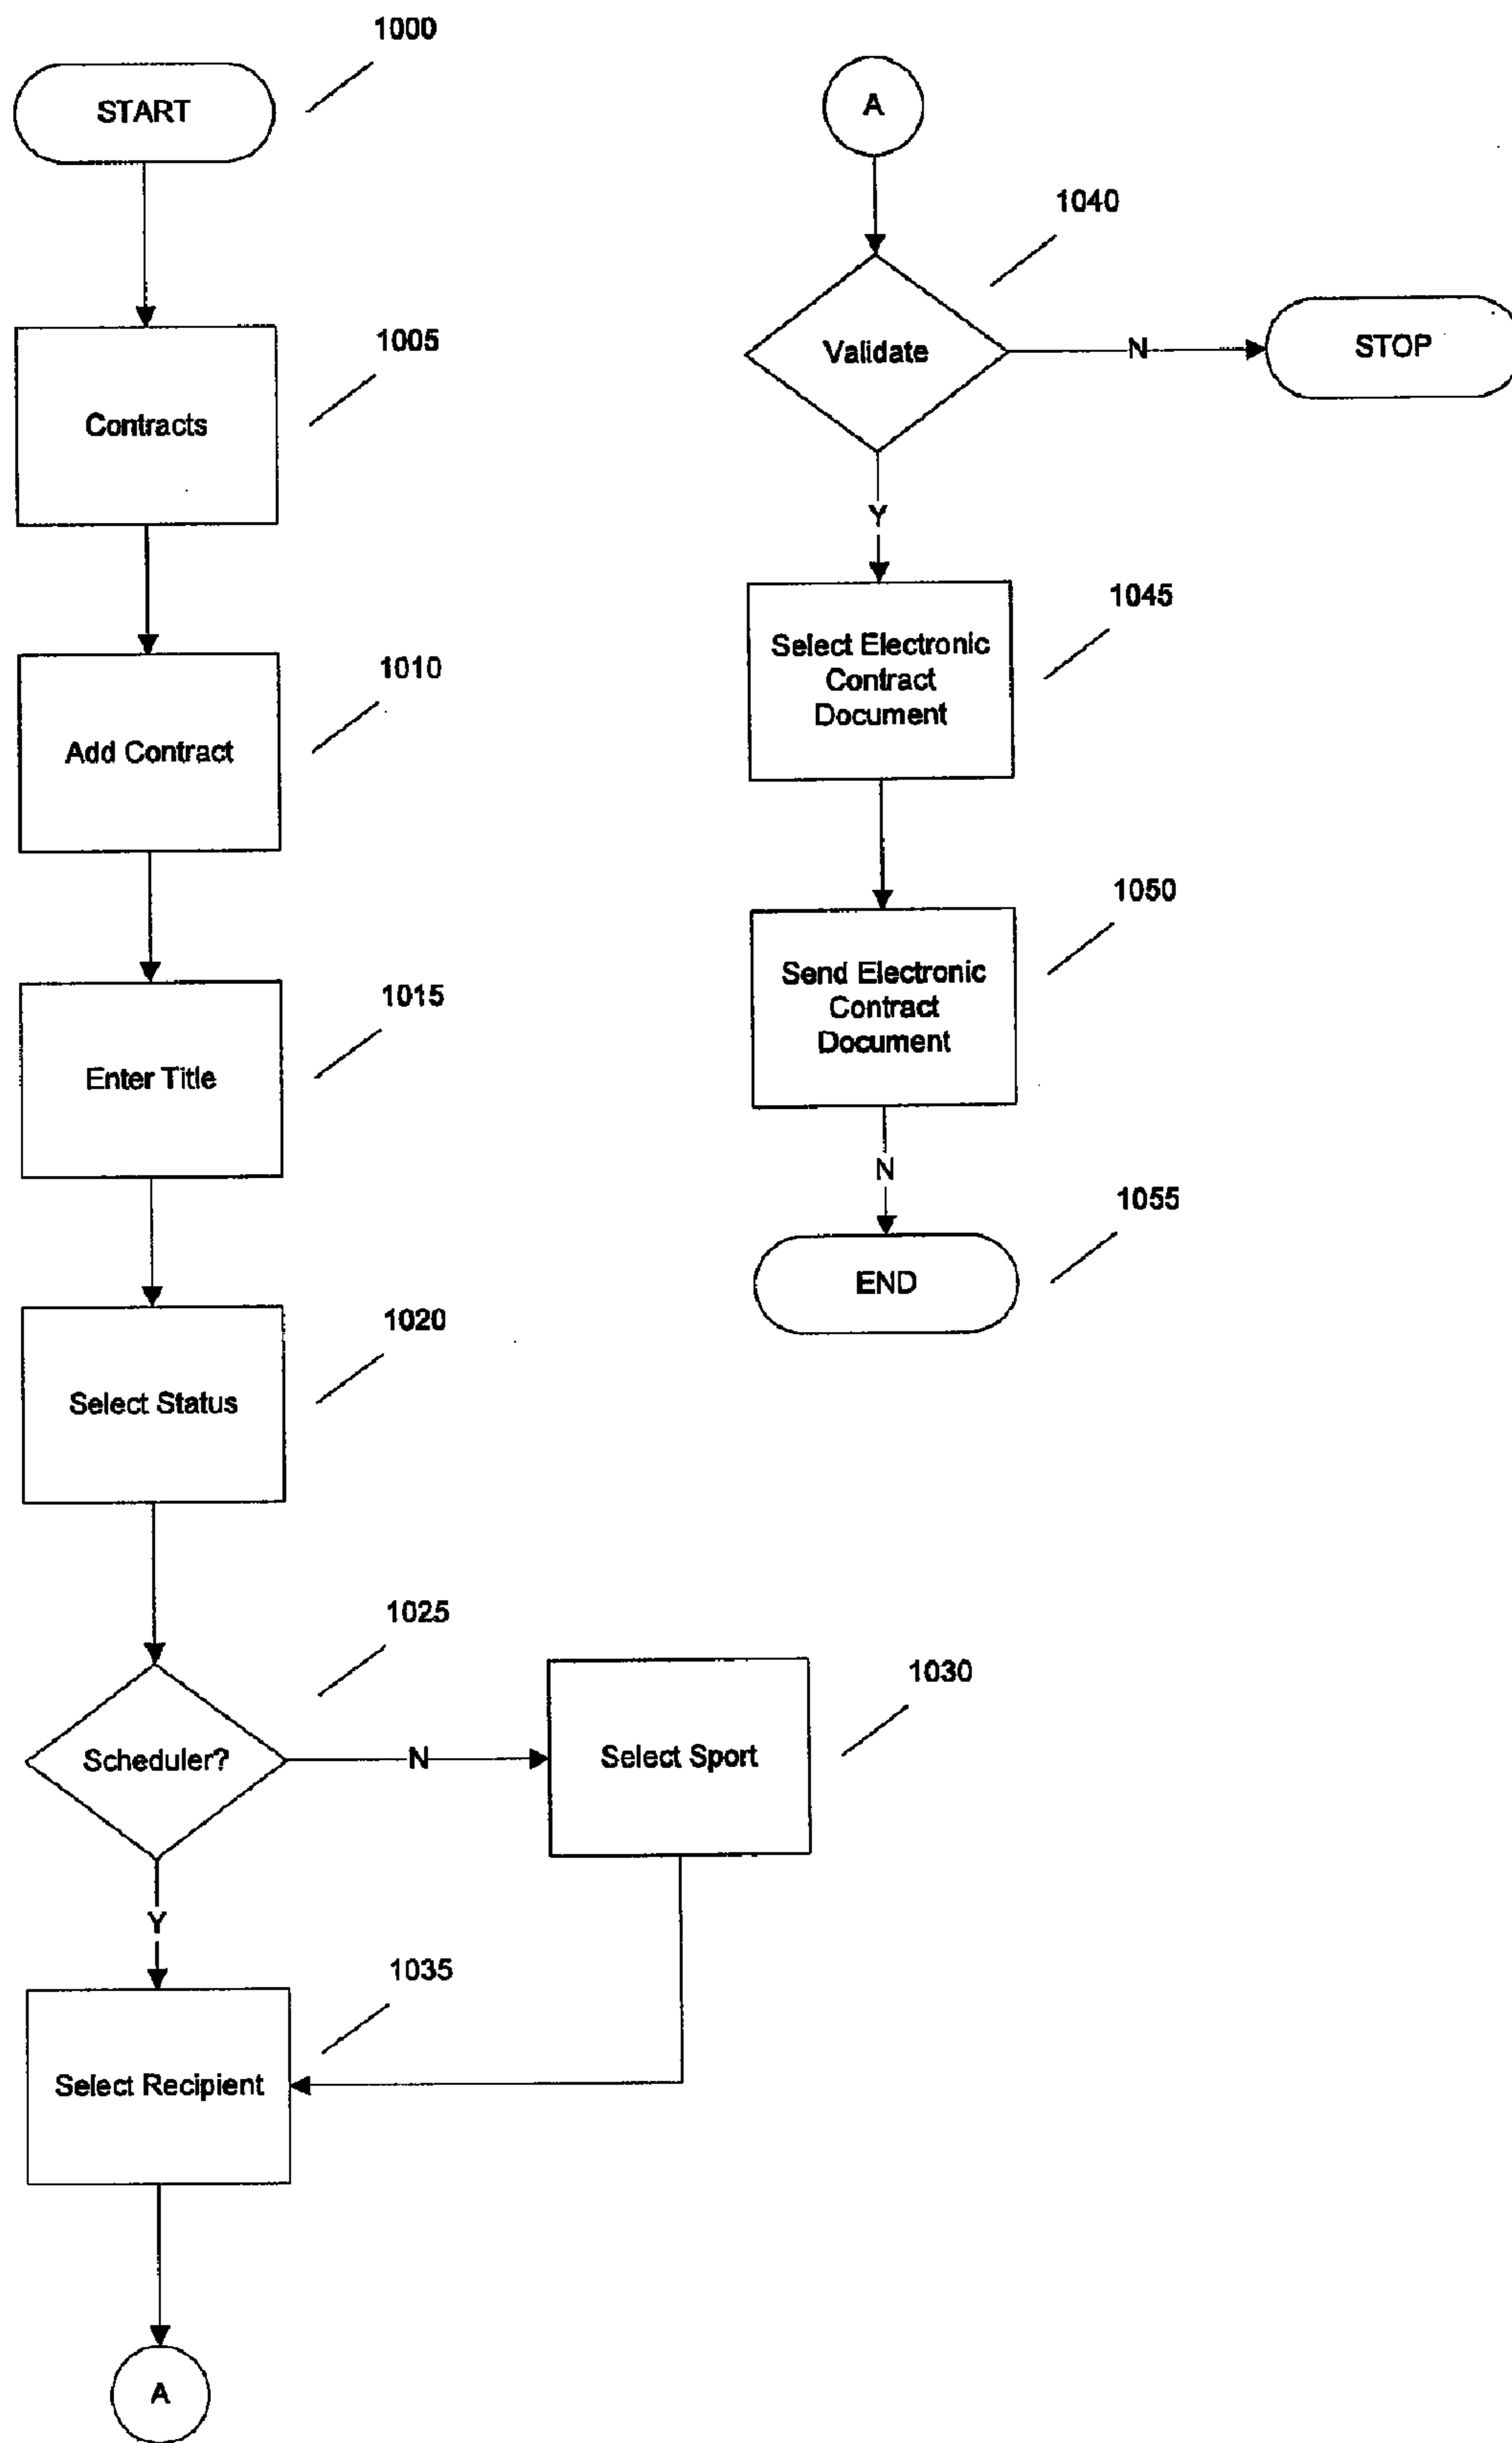 1000
START
1005
Contracts
1010
Add Contract
1015
Enter Title
1020
Select Status
1025
Scheduler?
N
1030
Select Sport
Y
1035
Select Recipient
A
A
1040
Validate
N
STOP
Y
1045
Select Electronic
Contract
Document
1050
Send Electronic
Contract
Document
N
1055
END